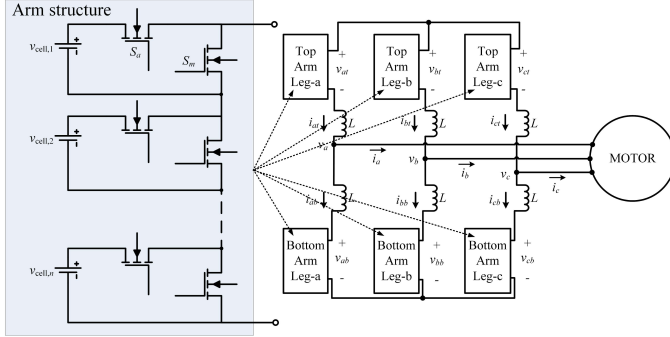 Arm structure
v_cell,1
S_a
S_m
v_cell,2
v_cell,n
Top
Arm
Leg-a
+
v_at
-
Top
Arm
Leg-b
+
v_bt
-
Top
Arm
Leg-c
+
v_ct
-
i_at
L
i_bt
L
i_ct
L
v_a
i_a
v_b
i_b
v_c
i_c
MOTOR
i_ab
L
i_bb
L
i_cb
L
Bottom
Arm
Leg-a
+
v_ab
-
Bottom
Arm
Leg-b
+
v_bb
-
Bottom
Arm
Leg-c
+
v_cb
-